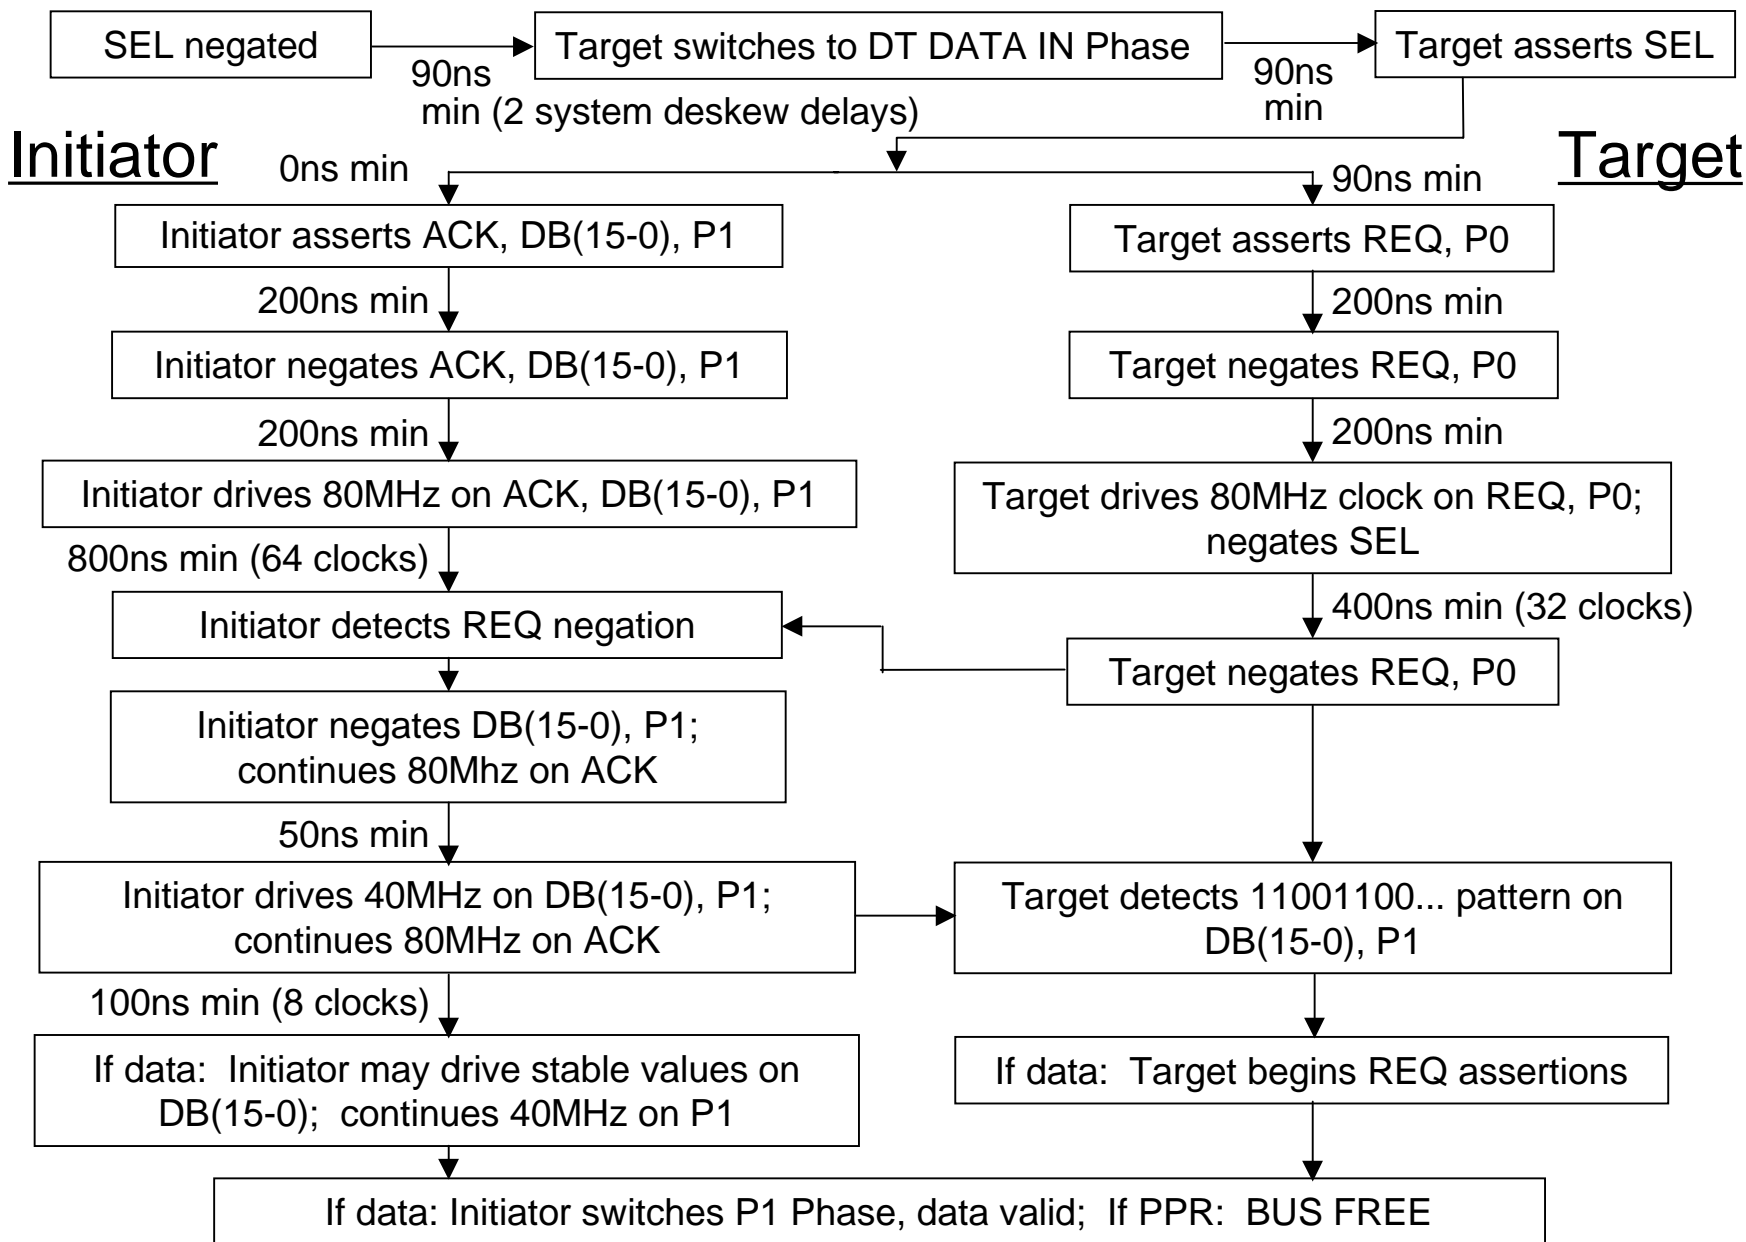 SEL negated
Target switches to DT DATA IN Phase
Target asserts SEL
90ns
min (2 system deskew delays)
90ns
min
Initiator
Target
0ns min
90ns min
Initiator asserts ACK, DB(15-0), P1
Target asserts REQ, P0
200ns min
200ns min
Initiator negates ACK, DB(15-0), P1
Target negates REQ, P0
200ns min
200ns min
Initiator drives 80MHz on ACK, DB(15-0), P1
Target drives 80MHz clock on REQ, P0;
negates SEL
800ns min (64 clocks)
400ns min (32 clocks)
Initiator detects REQ negation
Target negates REQ, P0
Initiator negates DB(15-0), P1;
continues 80Mhz on ACK
50ns min
Initiator drives 40MHz on DB(15-0), P1;
continues 80MHz on ACK
Target detects 11001100... pattern on
DB(15-0), P1
100ns min (8 clocks)
If data: Initiator may drive stable values on
DB(15-0); continues 40MHz on P1
If data: Target begins REQ assertions
If data: Initiator switches P1 Phase, data valid; If PPR: BUS FREE